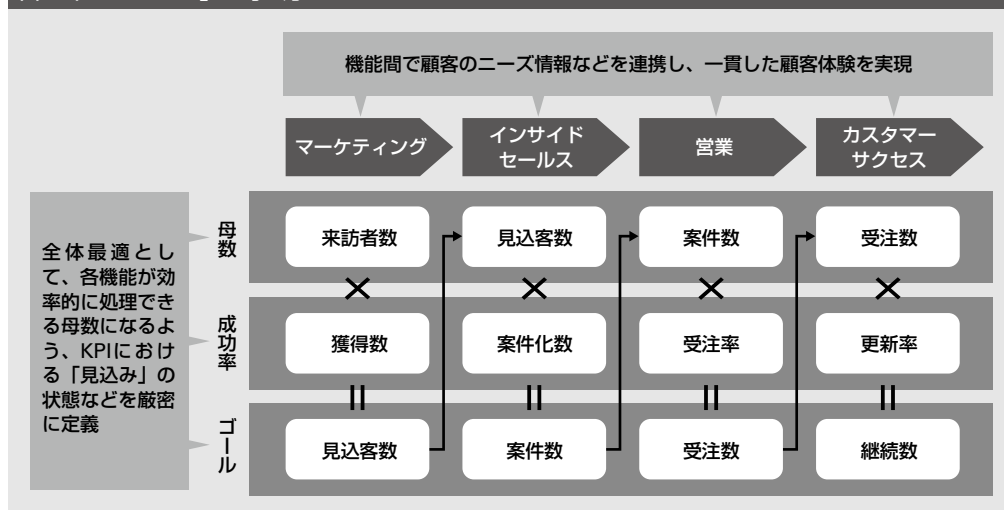 機能間で顧客のニーズ情報などを連携し、一貫した顧客体験を実現
マーケティング
インサイド
セールス
営業
カスタマー
サクセス
全体最適とし
て、各機能が効
率的に処理でき
る母数になるよ
う、KPIにおけ
る「見込み」の
状態などを厳密
に定義
母数
来訪者数
見込客数
案件数
受注数
×
×
×
×
成功率
獲得数
案件化数
受注率
更新率
=
=
=
=
ゴール
見込客数
案件数
受注数
継続数